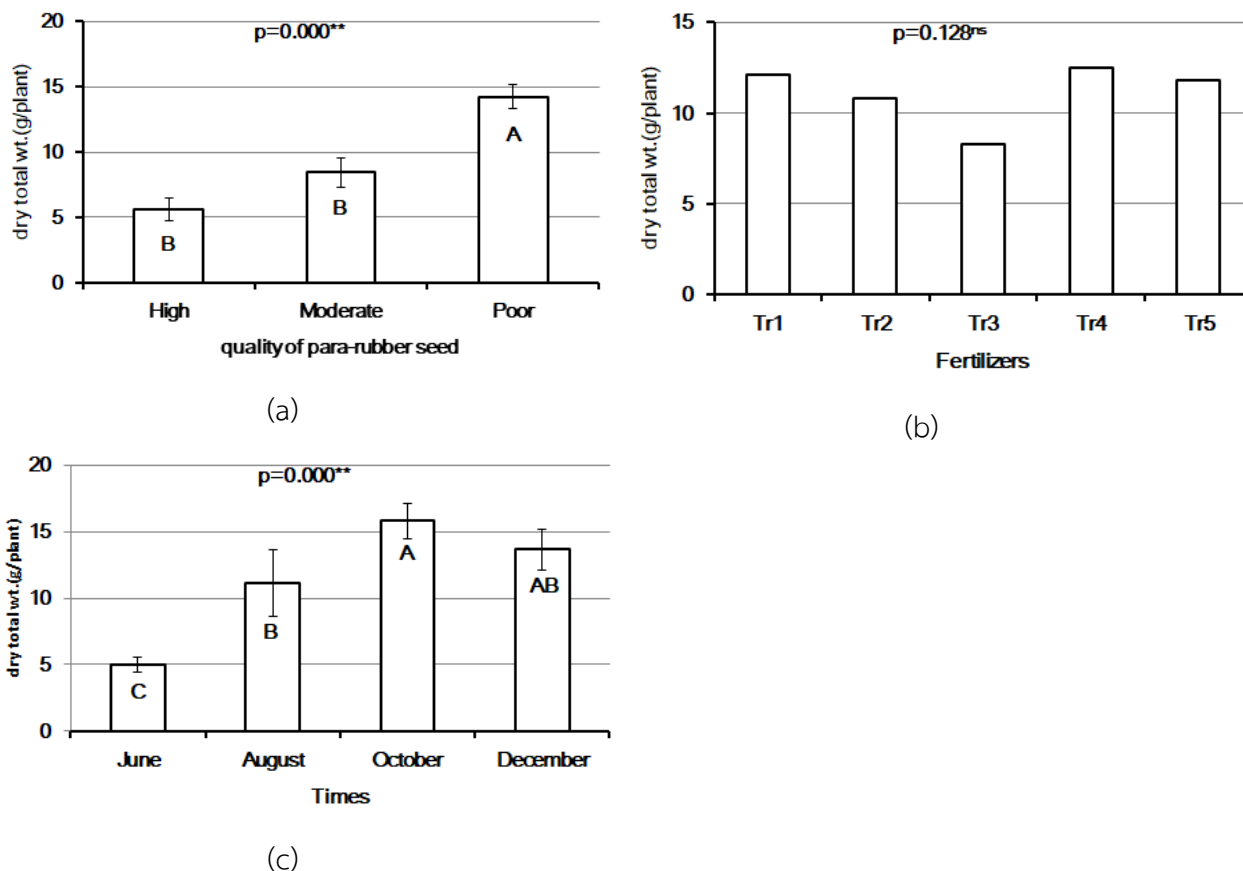 p=0.000**
20
15
10
5
0
dry total wt.(g/plant)
B
B
A
High Moderate Poor
quality of para-rubber seed
(a)
p=0.128ns
15
10
5
0
dry total wt.(g/plant)
Tr1 Tr2 Tr3 Tr4 Tr5
Fertilizers
(b)
p=0.000**
20
15
10
5
0
dry total wt.(g/plant)
C
B
A
AB
June August October December
Times
(c)